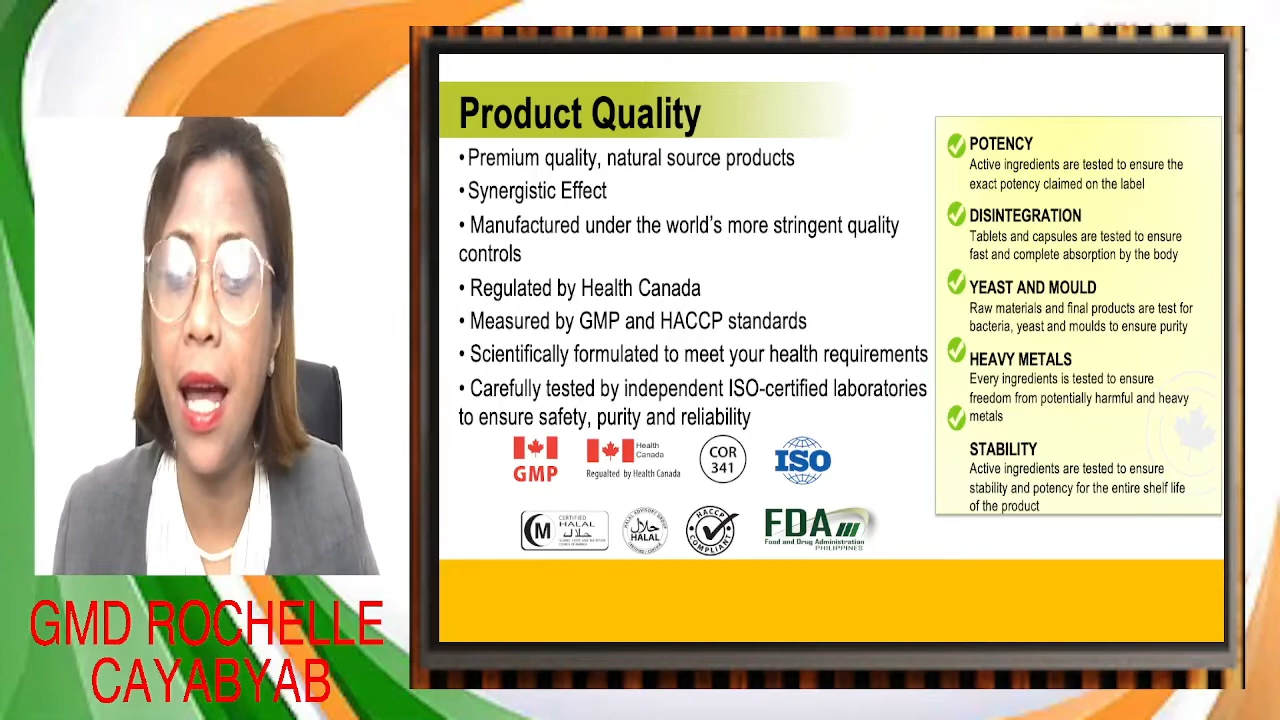 Product Quality
• Premium quality, natural source products
• Synergistic Effect
• Manufactured under the world's more stringent quality
controls
• Regulated by Health Canada
• Measured by GMP and HACCP standards
• Scientifically formulated to meet your health requirements
• Carefully tested by independent ISO-certified laboratories
to ensure safety, purity and reliability
GMP
Health
Canada
Regualted by Health Canada
COR
341
ISO
M
CERTIFIED
HALAL
حلال
حلال
HALAL
HACCP
COMPLIANT
FDA
Food and Drug Administration
PHILIPPINES
POTENCY
Active ingredients are tested to ensure the
exact potency claimed on the label
DISINTEGRATION
Tablets and capsules are tested to ensure
fast and complete absorption by the body
YEAST AND MOULD
Raw materials and final products are test for
bacteria, yeast and moulds to ensure purity
HEAVY METALS
Every ingredients is tested to ensure
freedom from potentially harmful and heavy
metals
STABILITY
Active ingredients are tested to ensure
stability and potency for the entire shelf life
of the product
GMD ROCHELLE
CAYABYAB